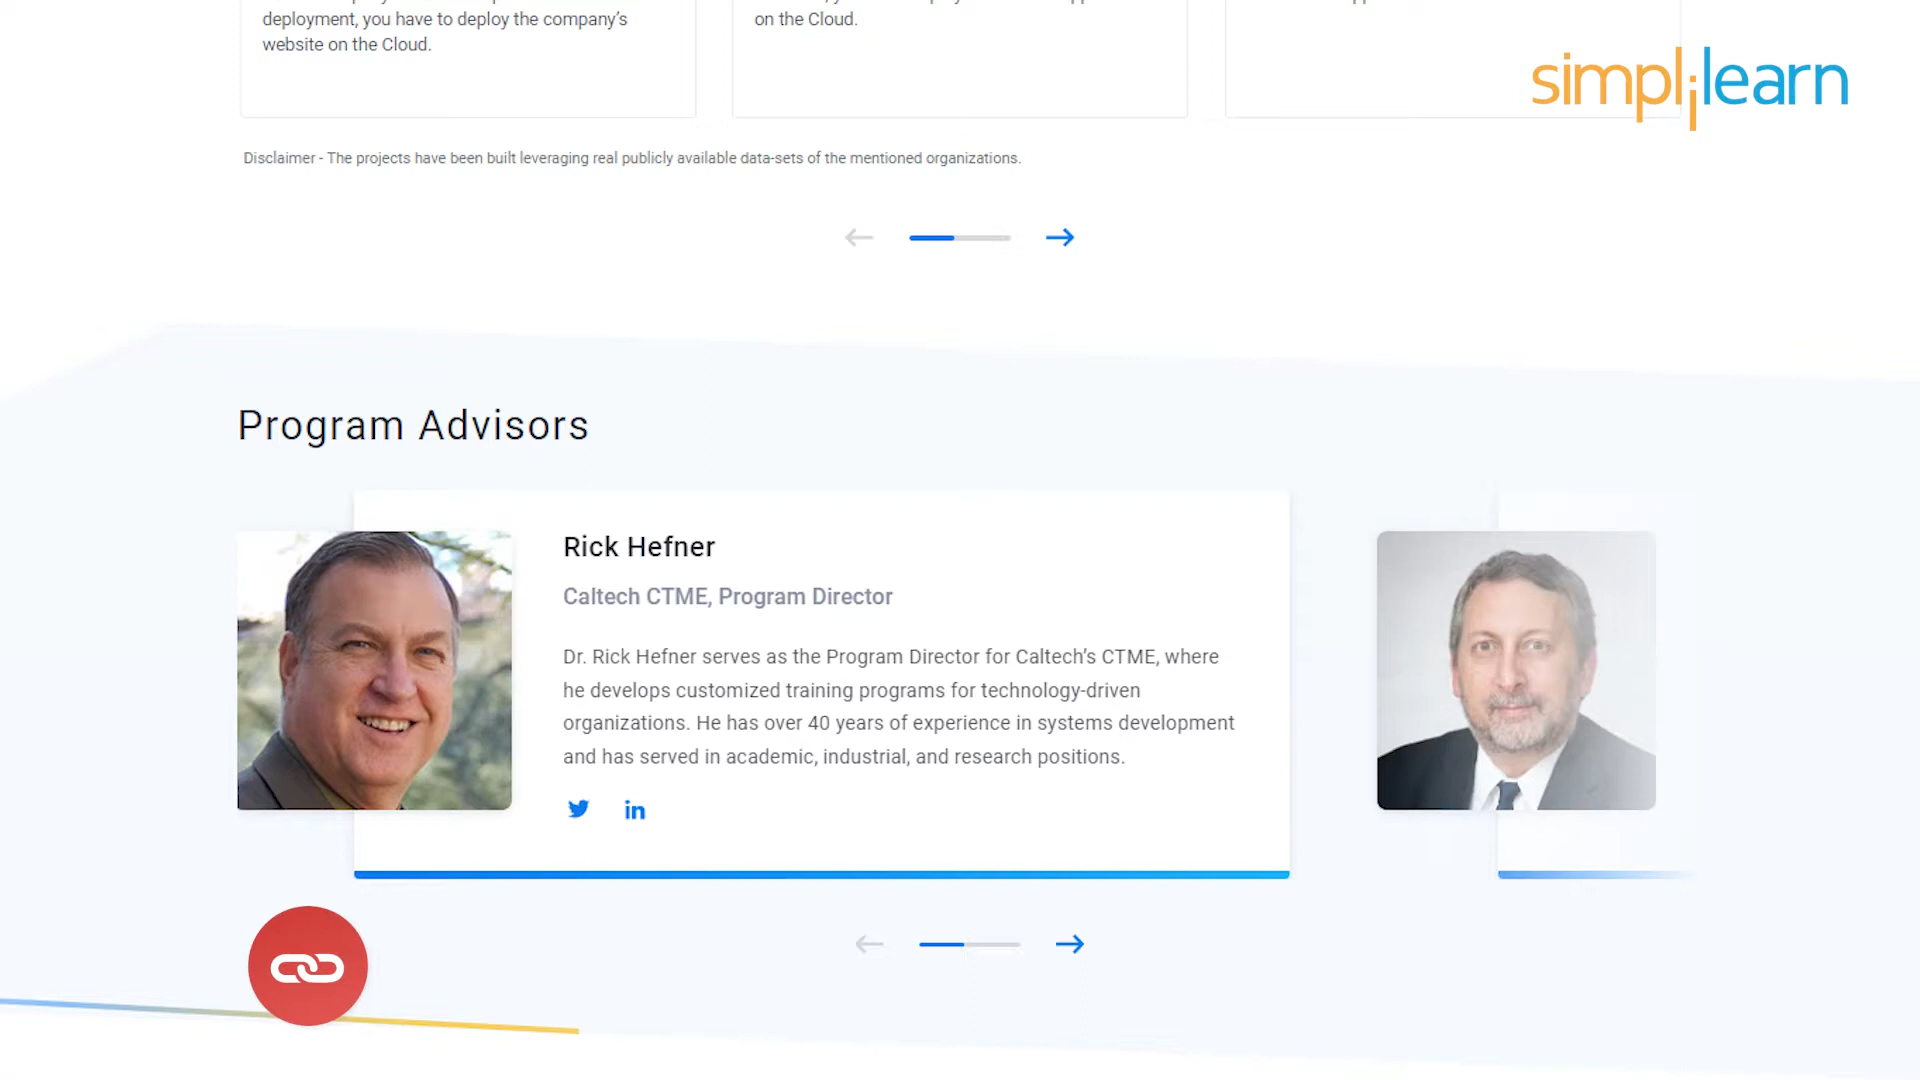 deployment, you have to deploy the company's
website on the Cloud.
on the Cloud.
simplilearn
Disclaimer - The projects have been built leveraging real publicly available data-sets of the mentioned organizations.
Program Advisors
Rick Hefner
Caltech CTME, Program Director
Dr. Rick Hefner serves as the Program Director for Caltech's CTME, where
he develops customized training programs for technology-driven
organizations. He has over 40 years of experience in systems development
and has served in academic, industrial, and research positions.
in